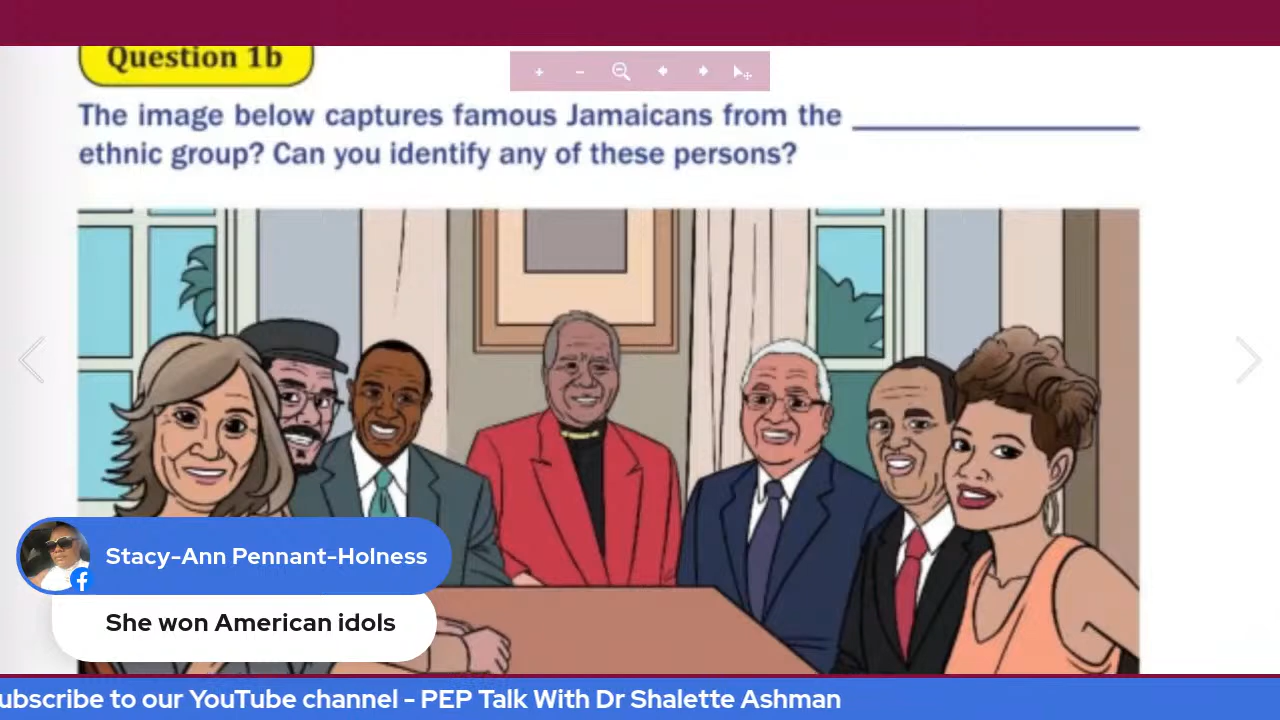 Question 1b
The image below captures famous Jamaicans from the ____________________
ethnic group? Can you identify any of these persons?
Stacy-Ann Pennant-Holness
She won American idols
ubscribe to our YouTube channel - PEP Talk With Dr Shalette Ashman